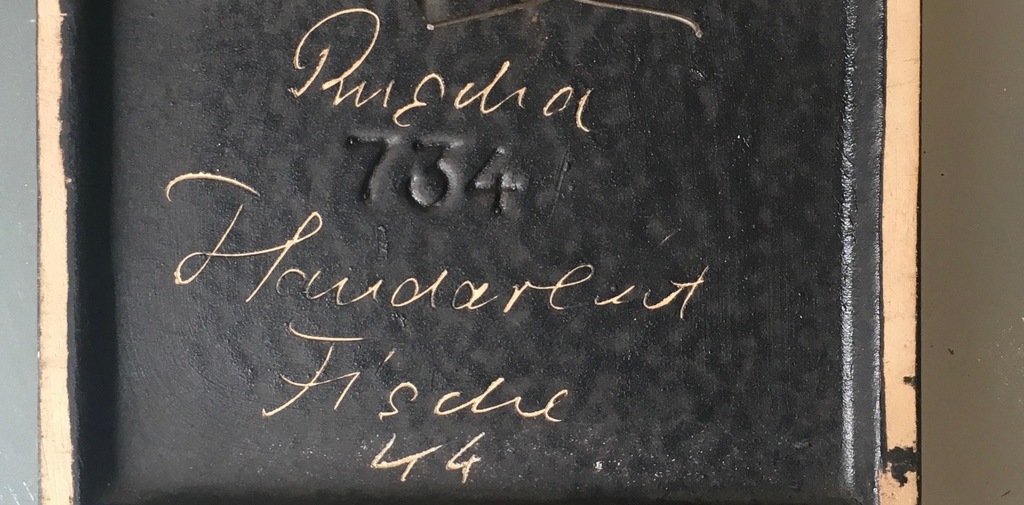 Ruscha
734
Handarbeit
Fische
44